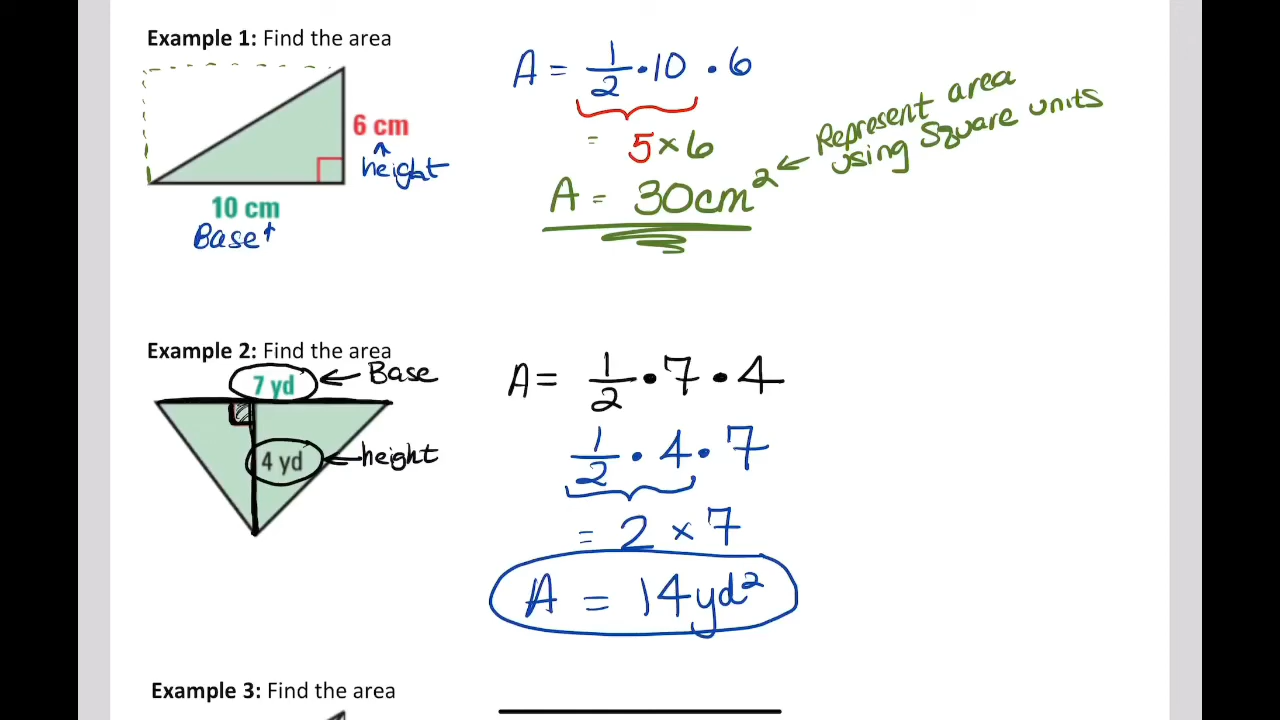 Example 1: Find the area
A = 1/2 · 10 · 6
6 cm
height
10 cm
Base
= 5 × 6
A = 30cm²
Represent area
using Square units
Example 2: Find the area
7 yd
Base
4 yd
height
A = 1/2 · 7 · 4
1/2 · 4 · 7
= 2 × 7
A = 14yd²
Example 3: Find the area